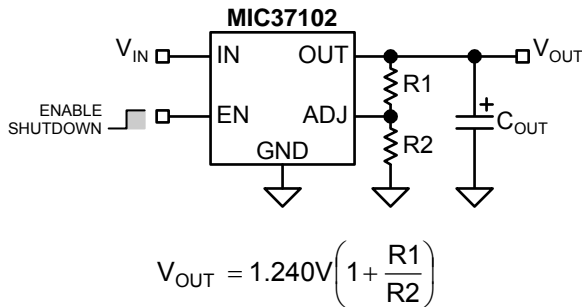 MIC37102
V_IN
IN
OUT
V_OUT
R1
ENABLE
SHUTDOWN
EN
ADJ
+
C_OUT
R2
GND
V_OUT = 1.240V(1 + R1/R2)